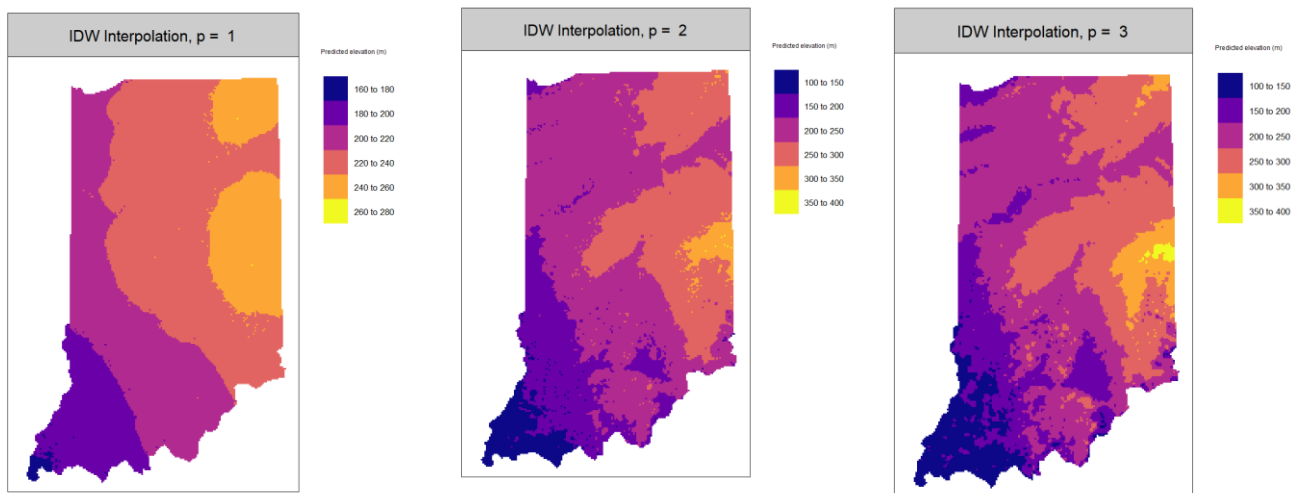 IDW Interpolation, p = 1
Predicted elevation (m)
160 to 180
180 to 200
200 to 220
220 to 240
240 to 260
260 to 280
IDW Interpolation, p = 2
Predicted elevation (m)
100 to 150
150 to 200
200 to 250
250 to 300
300 to 350
350 to 400
IDW Interpolation, p = 3
Predicted elevation (m)
100 to 150
150 to 200
200 to 250
250 to 300
300 to 350
350 to 400